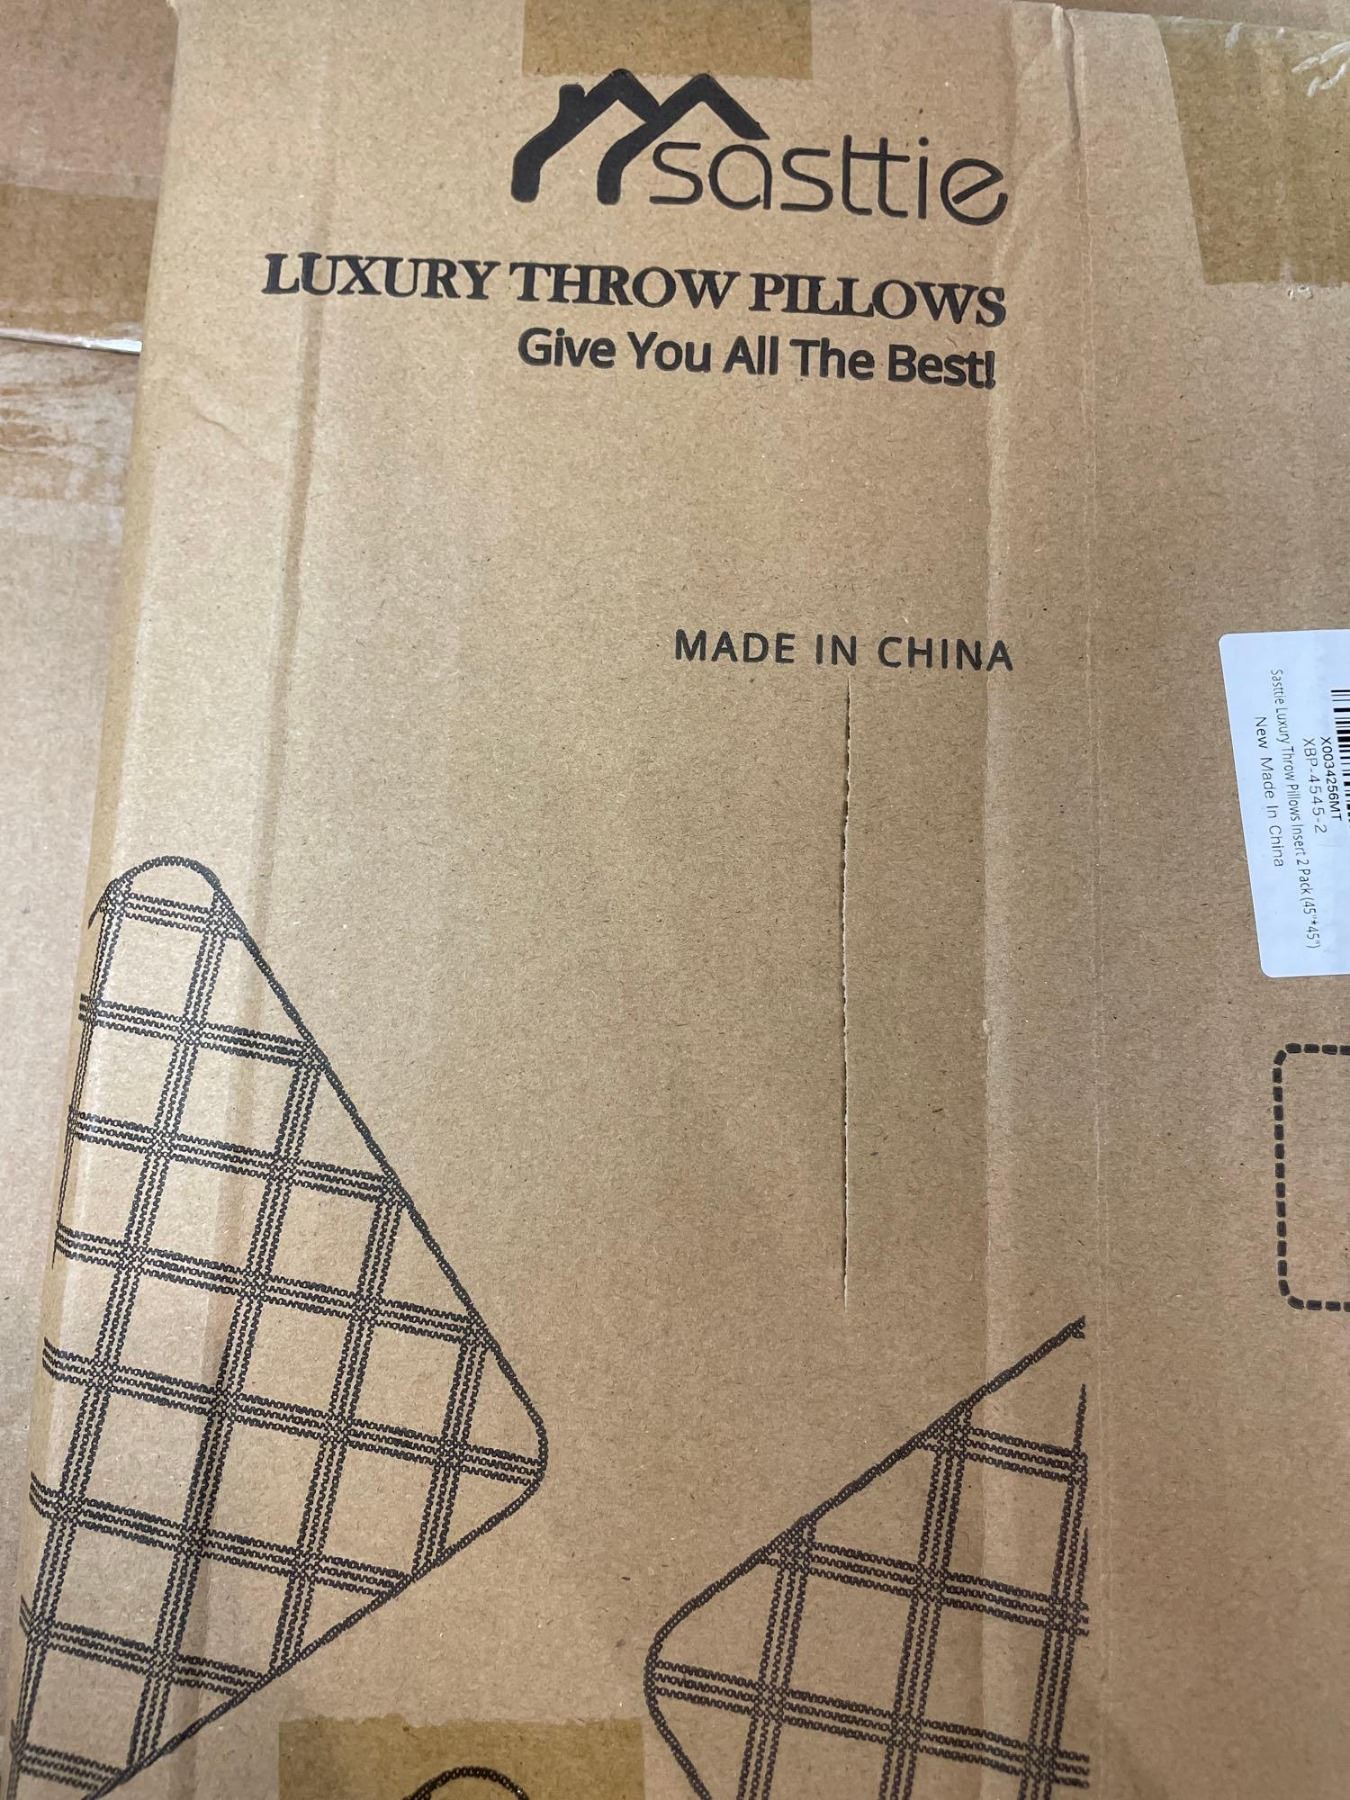 sasttie
LUXURY THROW PILLOWS
Give You All The Best!
MADE IN CHINA
X0034256MT
XBP-4545-2
Sasttie Luxury Throw Pillows Insert 2 Pack (45"*45")
New Made In China